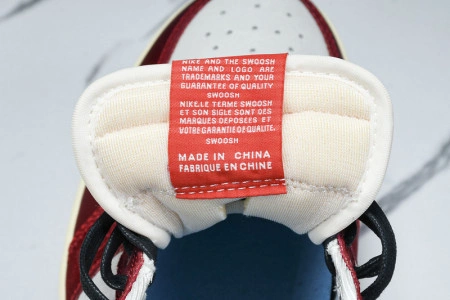 NIKE AND THE SWOOSH
NAME AND LOGO ARE
TRADEMARKS AND YOUR
GUARANTEE OF QUALITY
SWOOSH
NIKE.LE TERME SWOOSH
ET SON SIGLE SONT DES
MARQUES DEPOSEES ET
VOTRE GARANTIE OF QUALITE.
SWOOSH
MADE IN CHINA
FABRIQUE EN CHINE